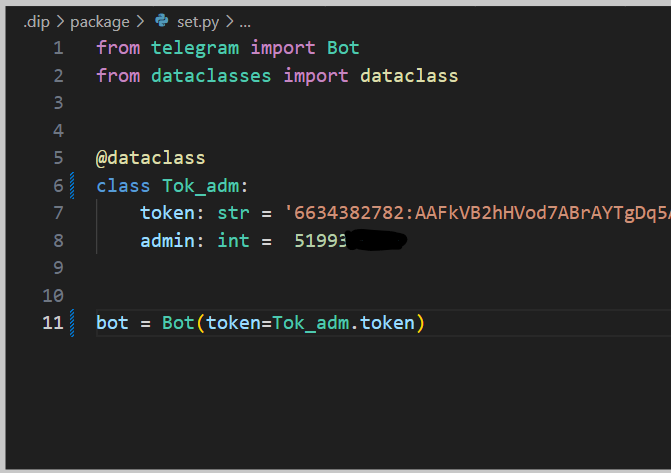 .dip > package > set.py > ...
1 from telegram import Bot
2 from dataclasses import dataclass
3
4
5 @dataclass
6 class Tok_adm:
7 token: str = '6634382782:AAFkVB2hHVod7ABrAYTgDq5
8 admin: int = 51993
9
10
11 bot = Bot(token=Tok_adm.token)